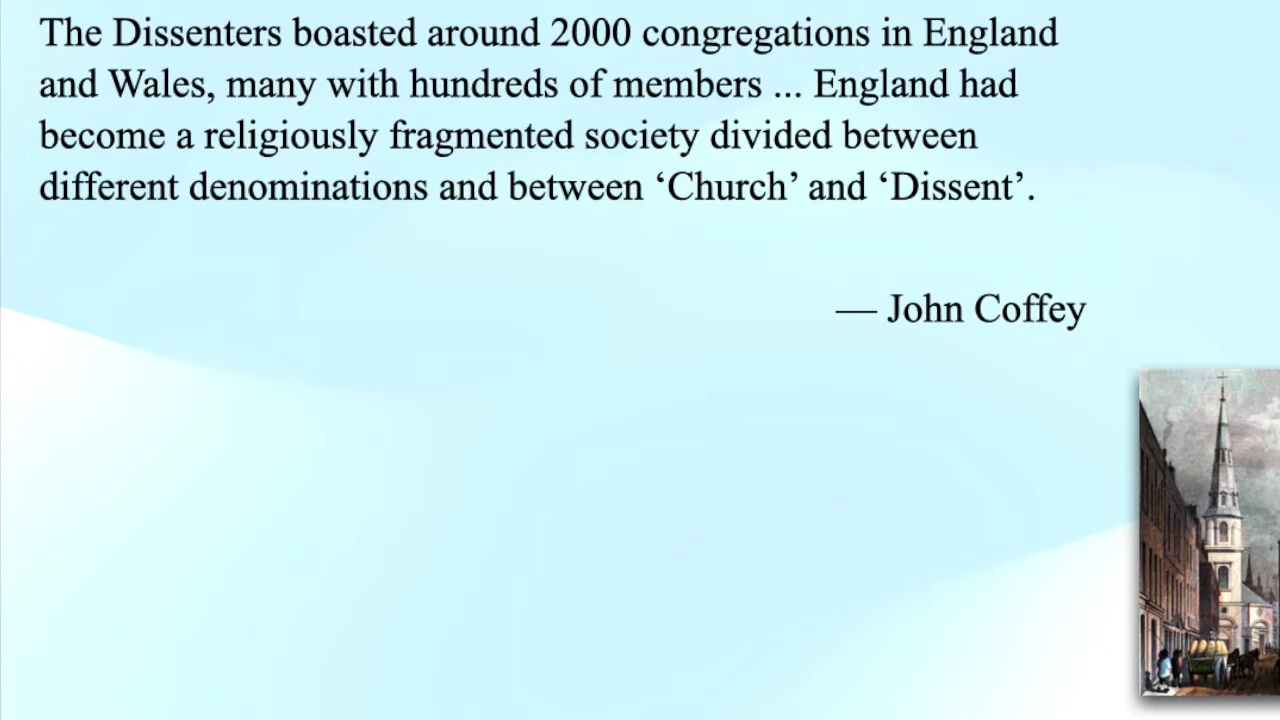 The Dissenters boasted around 2000 congregations in England
and Wales, many with hundreds of members ... England had
become a religiously fragmented society divided between
different denominations and between ‘Church’ and ‘Dissent’.
— John Coffey